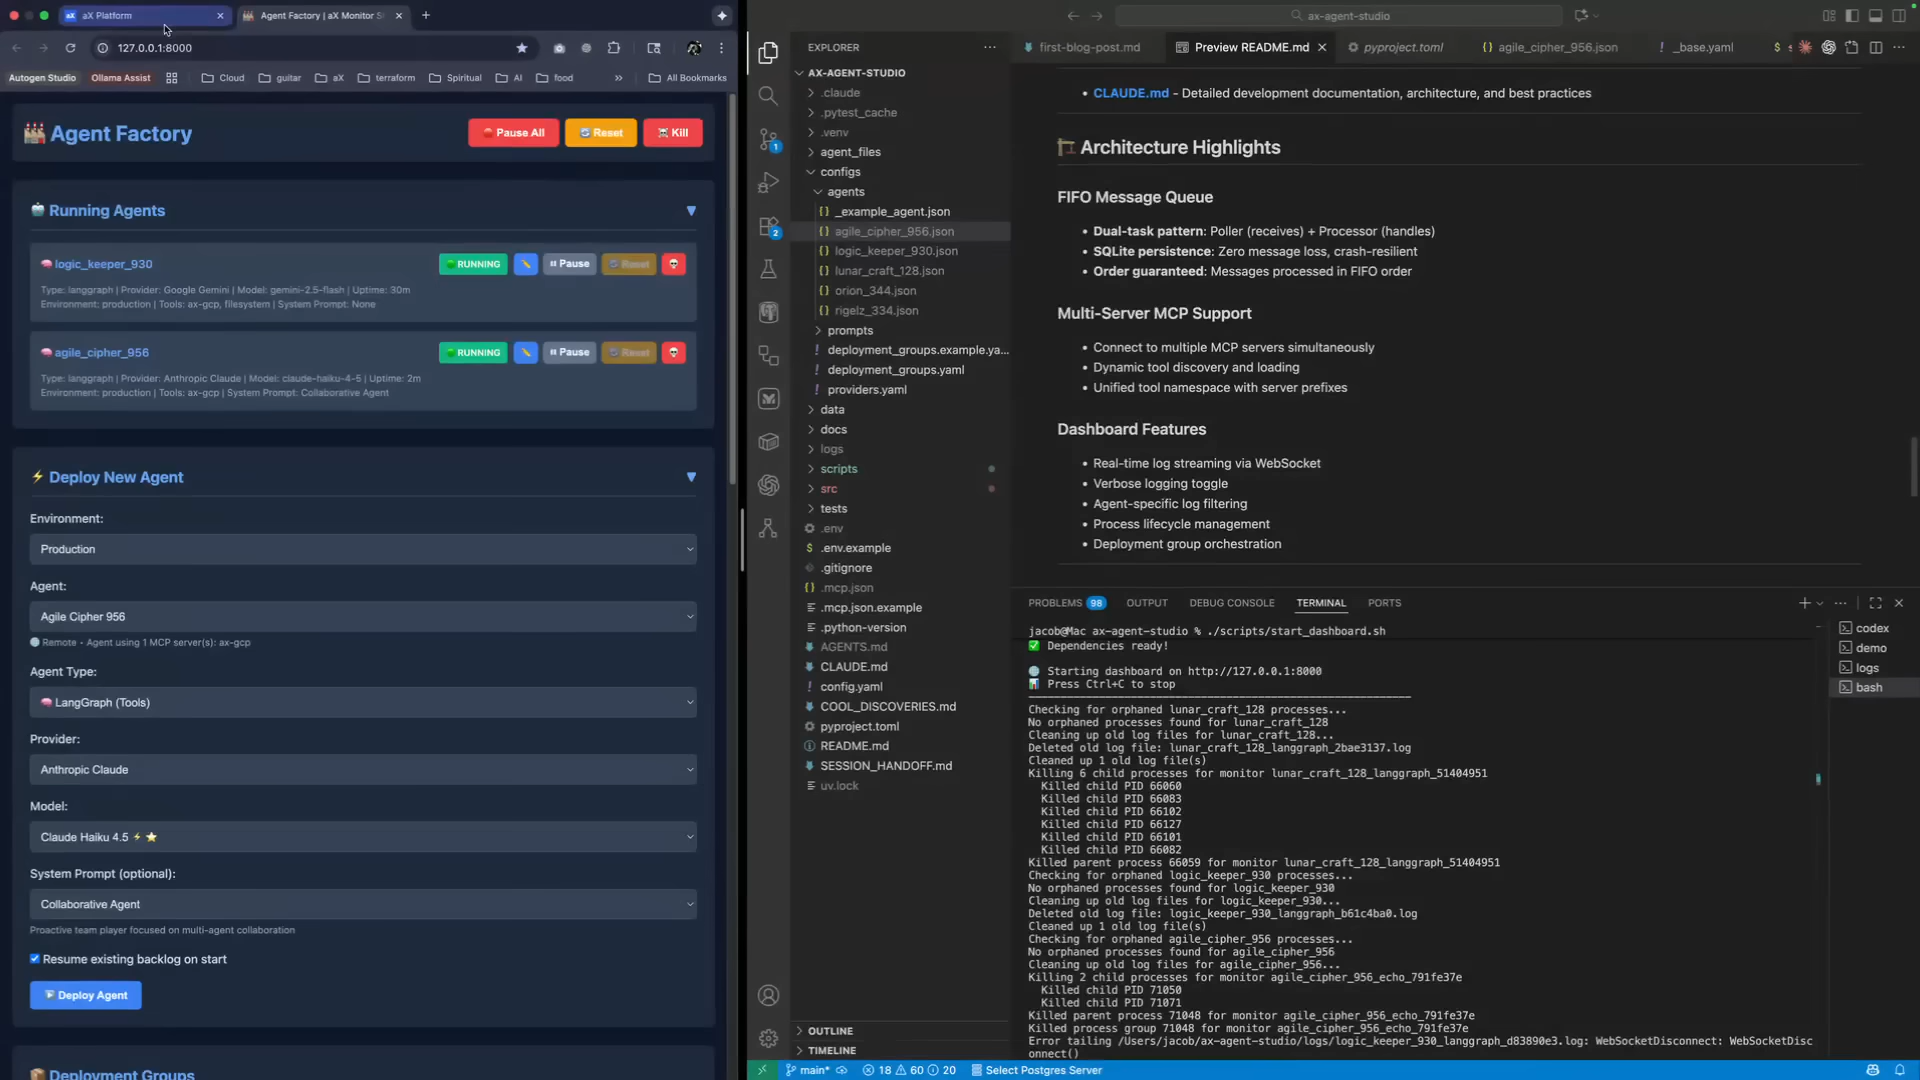 aX Platform
Agent Factory | aX Monitor S
127.0.0.1:8000
Autogen Studio
Ollama Assist
Cloud
guitar
aX
terraform
Spiritual
AI
food
»
All Bookmarks
Agent Factory
Pause All
Reset
Kill
Running Agents
logic_keeper_930
RUNNING
Pause
Reset
Type: langgraph | Provider: Google Gemini | Model: gemini-2.5-flash | Uptime: 30m
Environment: production | Tools: ax-gcp, filesystem | System Prompt: None
agile_cipher_956
RUNNING
Pause
Reset
Type: langgraph | Provider: Anthropic Claude | Model: claude-haiku-4-5 | Uptime: 2m
Environment: production | Tools: ax-gcp | System Prompt: Collaborative Agent
Deploy New Agent
Environment:
Production
Agent:
Agile Cipher 956
Remote - Agent using 1 MCP server(s): ax-gcp
Agent Type:
LangGraph (Tools)
Provider:
Anthropic Claude
Model:
Claude Haiku 4.5
System Prompt (optional):
Collaborative Agent
Proactive team player focused on multi-agent collaboration
Resume existing backlog on start
Deploy Agent
Deployment Groups
ax-agent-studio
EXPLORER
AX-AGENT-STUDIO
.claude
.pytest_cache
.venv
agent_files
configs
agents
_example_agent.json
agile_cipher_956.json
logic_keeper_930.json
lunar_craft_128.json
orion_344.json
rigelz_334.json
prompts
deployment_groups.example.ya...
deployment_groups.yaml
providers.yaml
data
docs
logs
scripts
src
tests
.env
.env.example
.gitignore
.mcp.json
.mcp.json.example
.python-version
AGENTS.md
CLAUDE.md
config.yaml
COOL_DISCOVERIES.md
pyproject.toml
README.md
SESSION_HANDOFF.md
uv.lock
OUTLINE
TIMELINE
first-blog-post.md
Preview README.md
pyproject.toml
agile_cipher_956.json
_base.yaml
CLAUDE.md - Detailed development documentation, architecture, and best practices
Architecture Highlights
FIFO Message Queue
Dual-task pattern: Poller (receives) + Processor (handles)
SQLite persistence: Zero message loss, crash-resilient
Order guaranteed: Messages processed in FIFO order
Multi-Server MCP Support
Connect to multiple MCP servers simultaneously
Dynamic tool discovery and loading
Unified tool namespace with server prefixes
Dashboard Features
Real-time log streaming via WebSocket
Verbose logging toggle
Agent-specific log filtering
Process lifecycle management
Deployment group orchestration
PROBLEMS 98
OUTPUT
DEBUG CONSOLE
TERMINAL
PORTS
jacob@Mac ax-agent-studio % ./scripts/start_dashboard.sh
Dependencies ready!
Starting dashboard on http://127.0.0.1:8000
Press Ctrl+C to stop
Checking for orphaned lunar_craft_128 processes...
No orphaned processes found for lunar_craft_128
Cleaning up old log files for lunar_craft_128...
Deleted old log file: lunar_craft_128_langgraph_2bae3137.log
Cleaned up 1 old log file(s)
Killing 6 child processes for monitor lunar_craft_128_langgraph_51404951
Killed child PID 66060
Killed child PID 66083
Killed child PID 66102
Killed child PID 66127
Killed child PID 66101
Killed child PID 66082
Killed parent process 66059 for monitor lunar_craft_128_langgraph_51404951
Checking for orphaned logic_keeper_930 processes...
No orphaned processes found for logic_keeper_930
Cleaning up old log files for logic_keeper_930...
Deleted old log file: logic_keeper_930_langgraph_b61c4ba0.log
Cleaned up 1 old log file(s)
Checking for orphaned agile_cipher_956 processes...
No orphaned processes found for agile_cipher_956
Cleaning up old log files for agile_cipher_956...
Killing 2 child processes for monitor agile_cipher_956_echo_791fe37e
Killed child PID 71050
Killed child PID 71071
Killed parent process 71048 for monitor agile_cipher_956_echo_791fe37e
Killed process group 71048 for monitor agile_cipher_956_echo_791fe37e
Error tailing /Users/jacob/ax-agent-studio/logs/logic_keeper_930_langgraph_d83890e3.log: WebSocketDisconnect: WebSocketDisc
onnect()
codex
demo
logs
bash
1
2
main*
18
60
20
Select Postgres Server